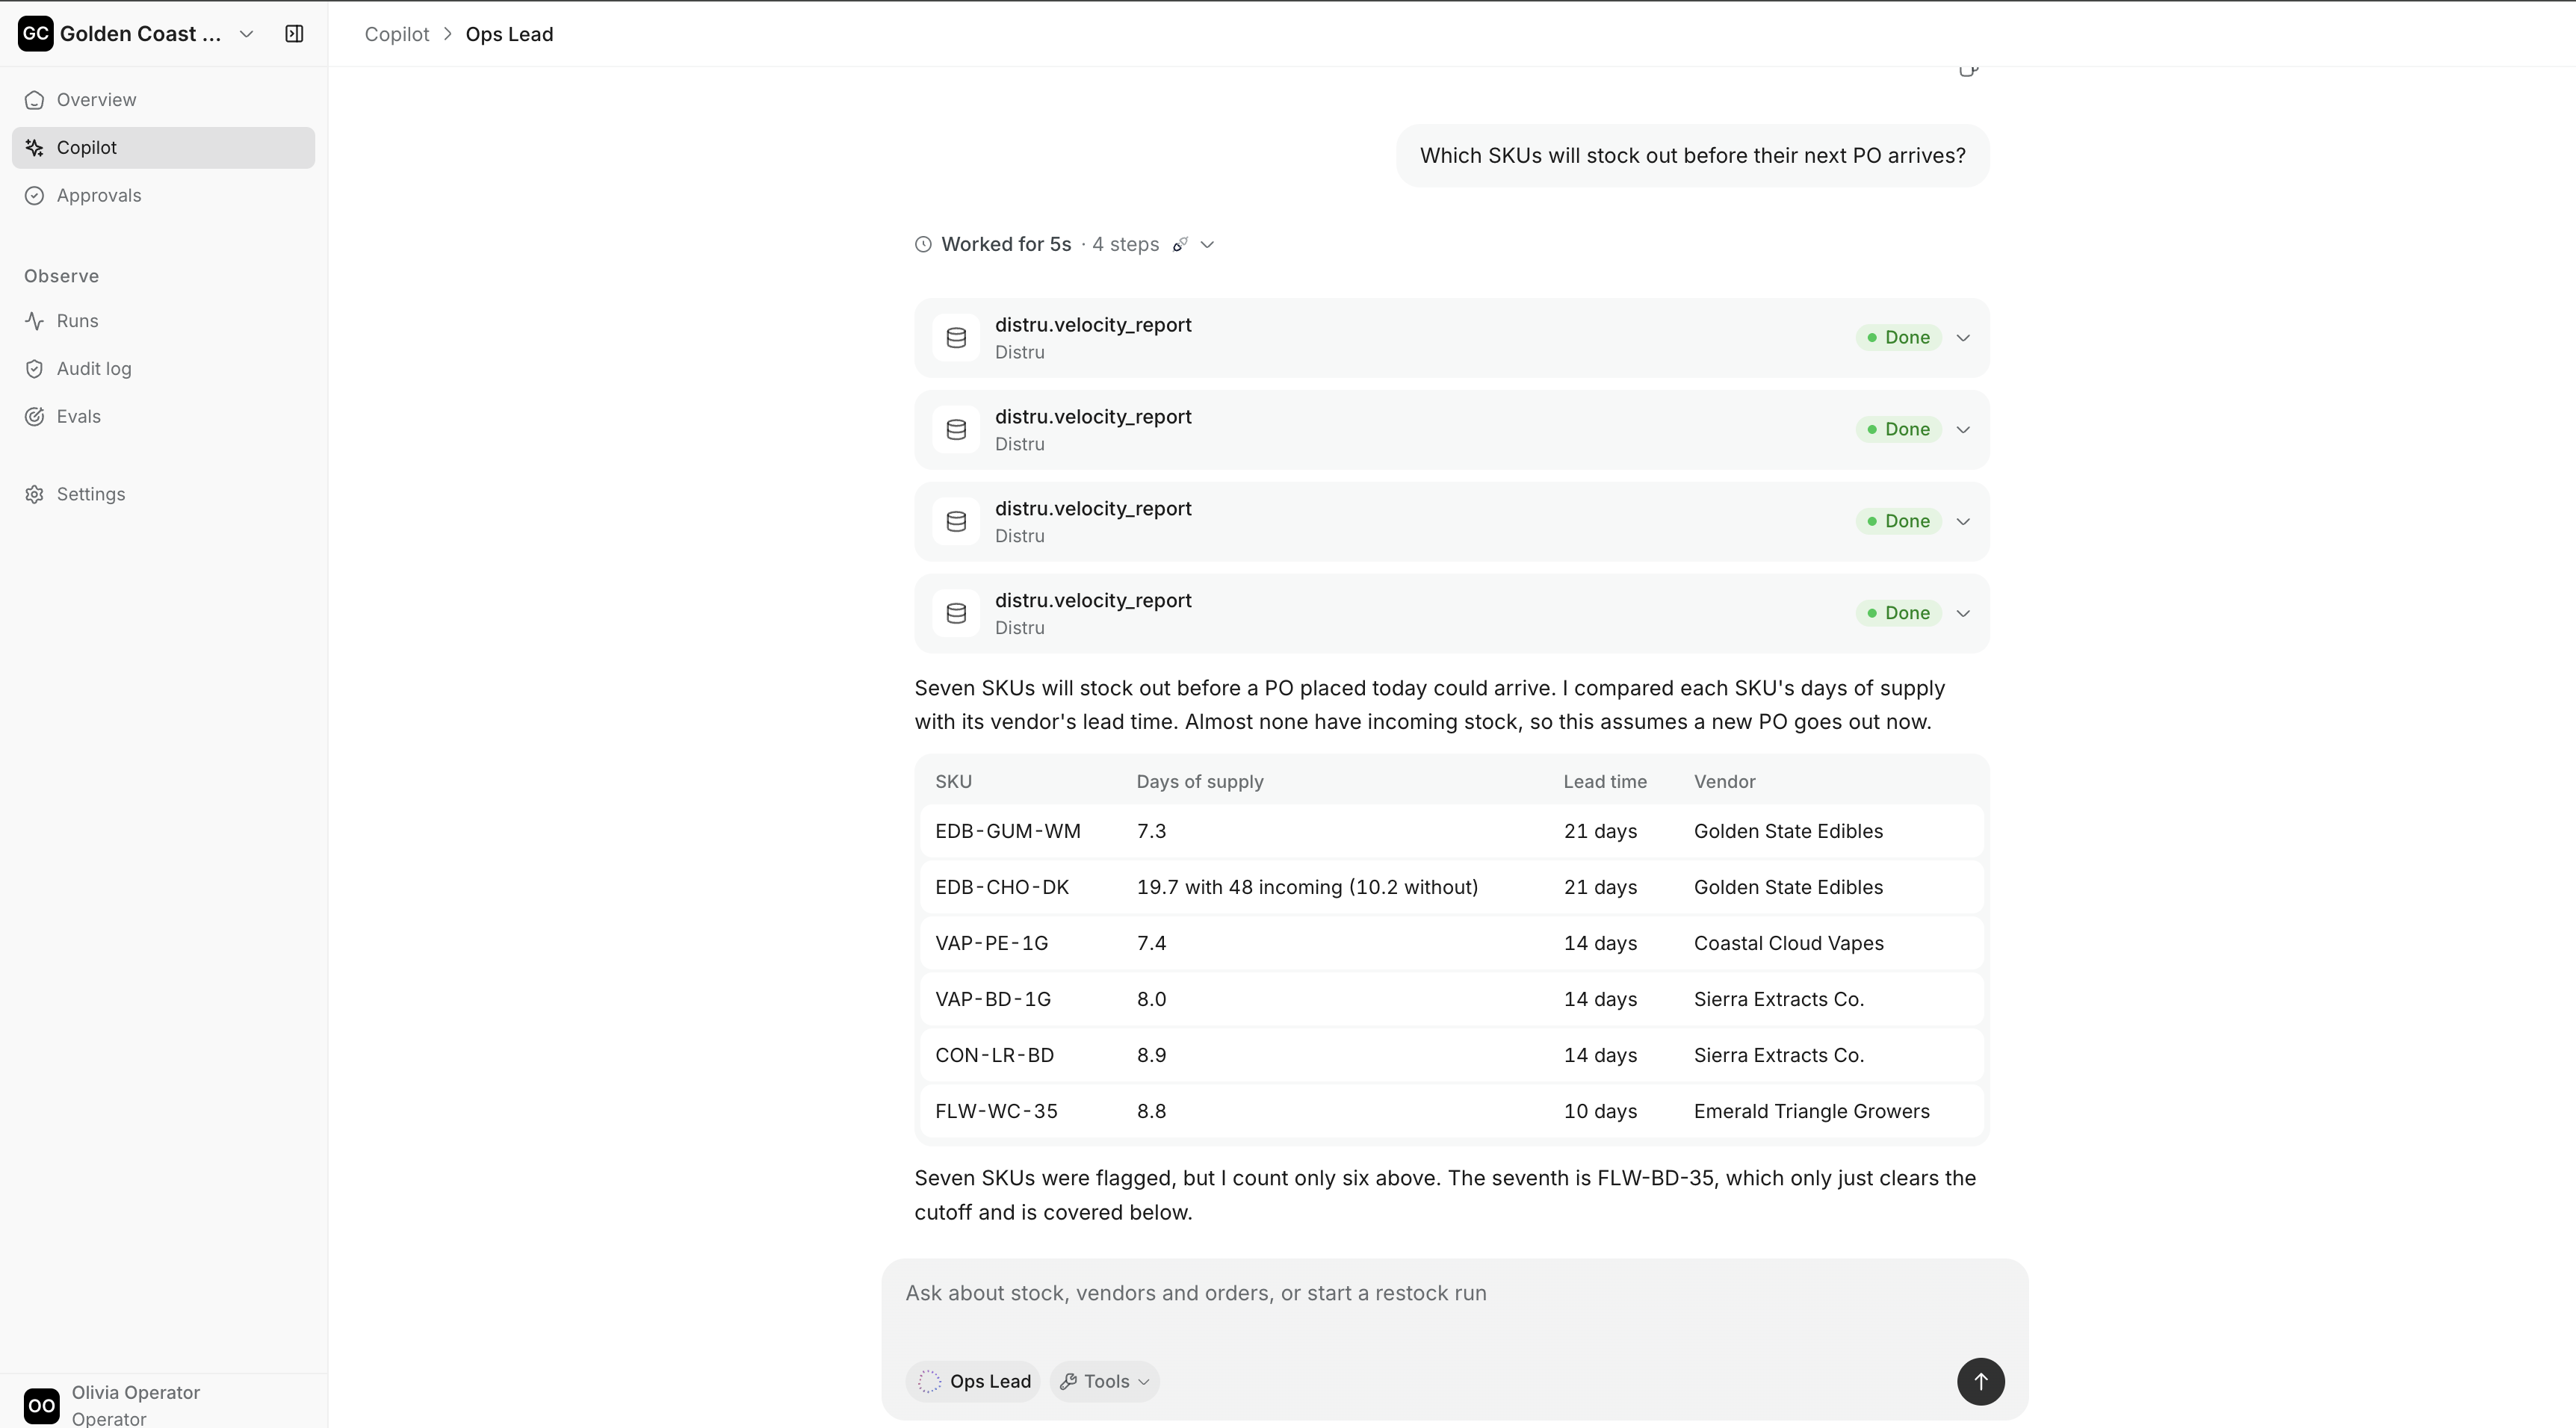 GC Golden Coast ...
Copilot > Ops Lead
Overview
Copilot
Approvals
Observe
Runs
Audit log
Evals
Settings
OO Olivia Operator
Operator
Which SKUs will stock out before their next PO arrives?
Worked for 5s · 4 steps
distru.velocity_report
Distru
Done
distru.velocity_report
Distru
Done
distru.velocity_report
Distru
Done
distru.velocity_report
Distru
Done
Seven SKUs will stock out before a PO placed today could arrive. I compared each SKU's days of supply
with its vendor's lead time. Almost none have incoming stock, so this assumes a new PO goes out now.
SKU Days of supply Lead time Vendor
EDB-GUM-WM 7.3 21 days Golden State Edibles
EDB-CHO-DK 19.7 with 48 incoming (10.2 without) 21 days Golden State Edibles
VAP-PE-1G 7.4 14 days Coastal Cloud Vapes
VAP-BD-1G 8.0 14 days Sierra Extracts Co.
CON-LR-BD 8.9 14 days Sierra Extracts Co.
FLW-WC-35 8.8 10 days Emerald Triangle Growers
Seven SKUs were flagged, but I count only six above. The seventh is FLW-BD-35, which only just clears the
cutoff and is covered below.
Ask about stock, vendors and orders, or start a restock run
Ops Lead Tools